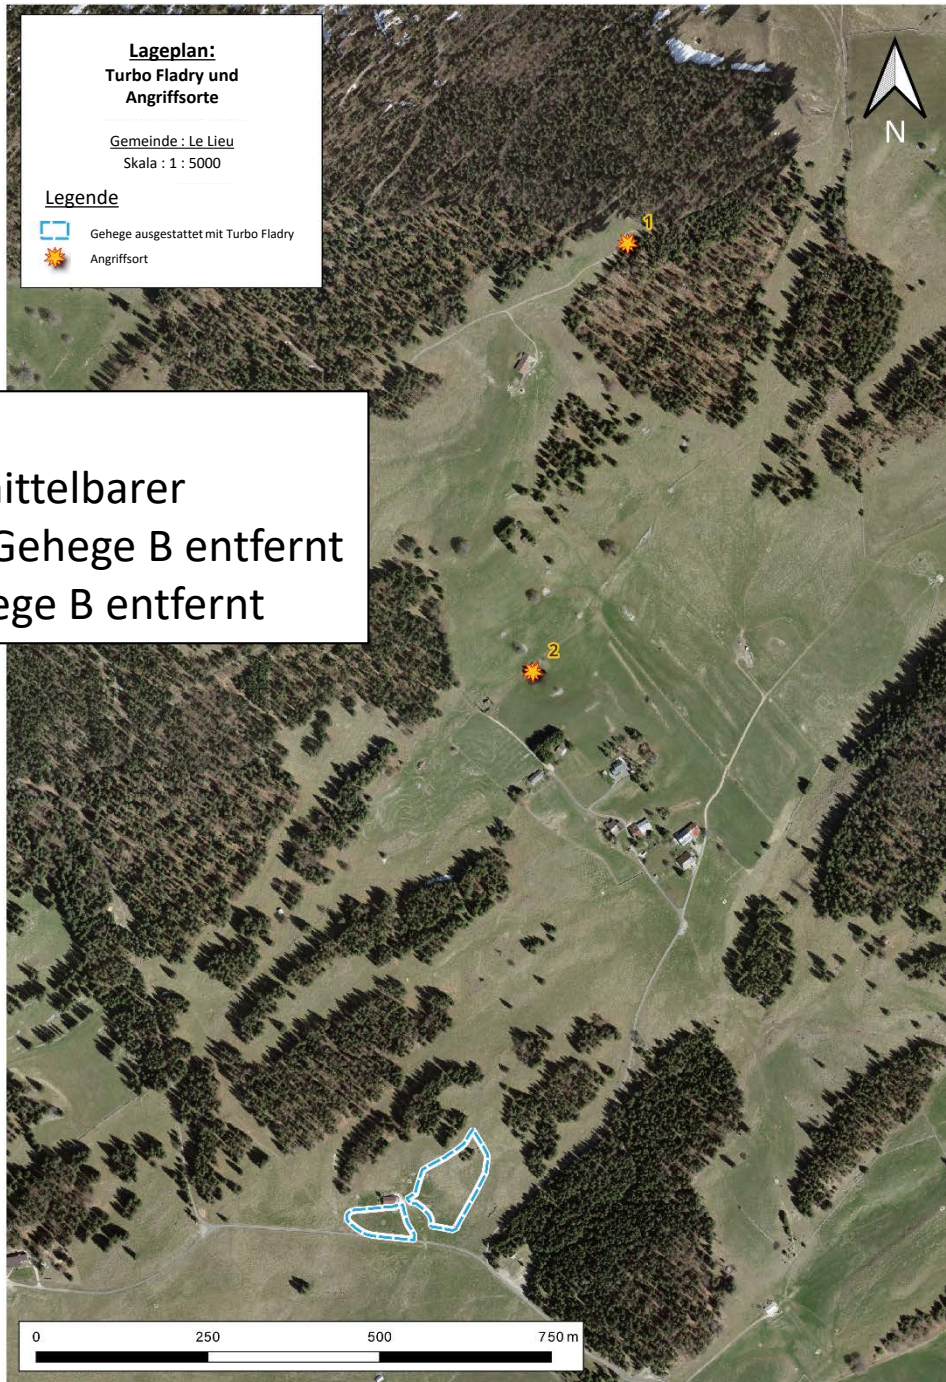 Lageplan:
Turbo Fladry und
Angriffsorte
Gemeinde : Le Lieu
Skala : 1 : 5000
Legende
Gehege ausgestattet mit Turbo Fladry
Angriffsort
N
1
ittelbarer
Gehege B entfernt
ege B entfernt
2
0 250 500 750 m